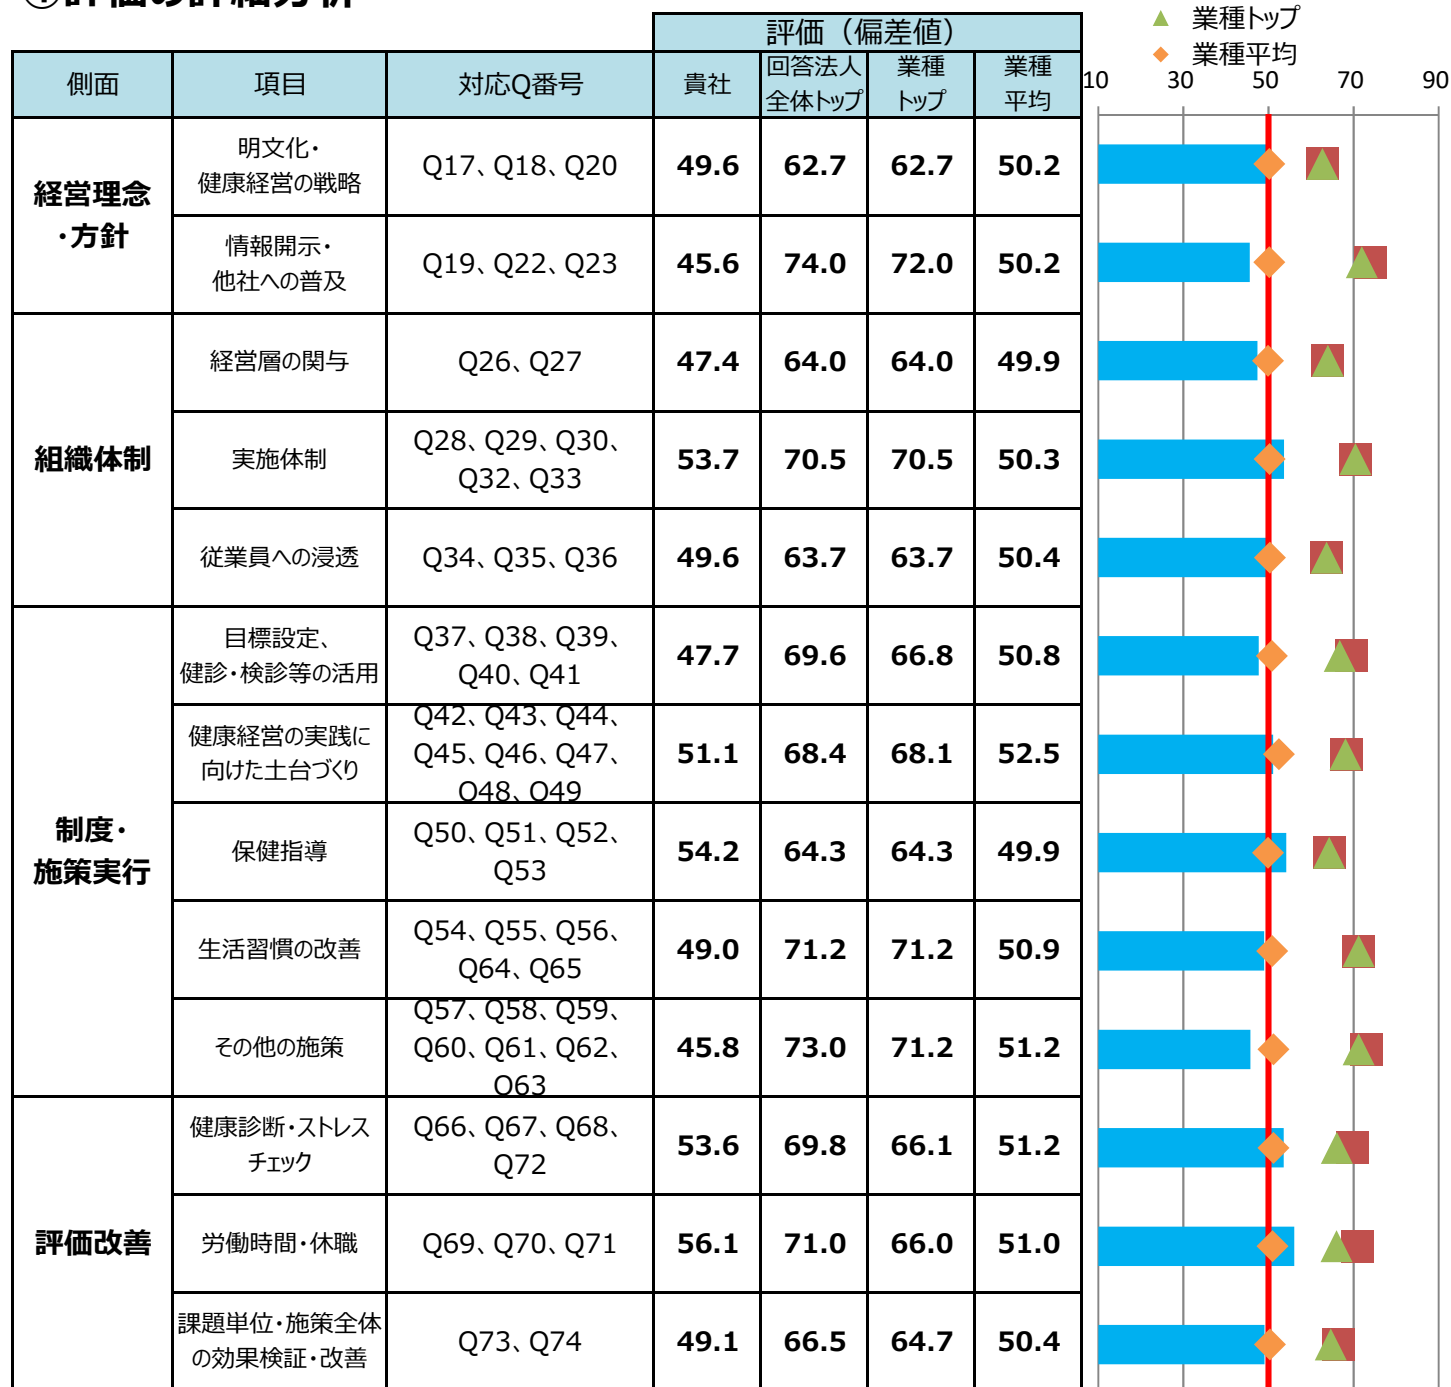 ④評価の詳細分析
評価（偏差値）
側面 項目 対応Q番号 貴社 回答法人 業種 業種
全体トップ トップ 平均
▲ 業種トップ
◆ 業種平均
10 30 50 70 90
経営理念
・方針
明文化・
健康経営の戦略
Q17、Q18、Q20 49.6 62.7 62.7 50.2
情報開示・
他社への普及
Q19、Q22、Q23 45.6 74.0 72.0 50.2
組織体制
経営層の関与 Q26、Q27 47.4 64.0 64.0 49.9
実施体制
Q28、Q29、Q30、
Q32、Q33
53.7 70.5 70.5 50.3
従業員への浸透 Q34、Q35、Q36 49.6 63.7 63.7 50.4
制度・
施策実行
目標設定、
健診・検診等の活用
Q37、Q38、Q39、
Q40、Q41
47.7 69.6 66.8 50.8
健康経営の実践に
向けた土台づくり
Q42、Q43、Q44、
Q45、Q46、Q47、
Q48、Q49
51.1 68.4 68.1 52.5
保健指導
Q50、Q51、Q52、
Q53
54.2 64.3 64.3 49.9
生活習慣の改善
Q54、Q55、Q56、
Q64、Q65
49.0 71.2 71.2 50.9
その他の施策
Q57、Q58、Q59、
Q60、Q61、Q62、
Q63
45.8 73.0 71.2 51.2
評価改善
健康診断・ストレス
チェック
Q66、Q67、Q68、
Q72
53.6 69.8 66.1 51.2
労働時間・休職 Q69、Q70、Q71 56.1 71.0 66.0 51.0
課題単位・施策全体
の効果検証・改善
Q73、Q74 49.1 66.5 64.7 50.4